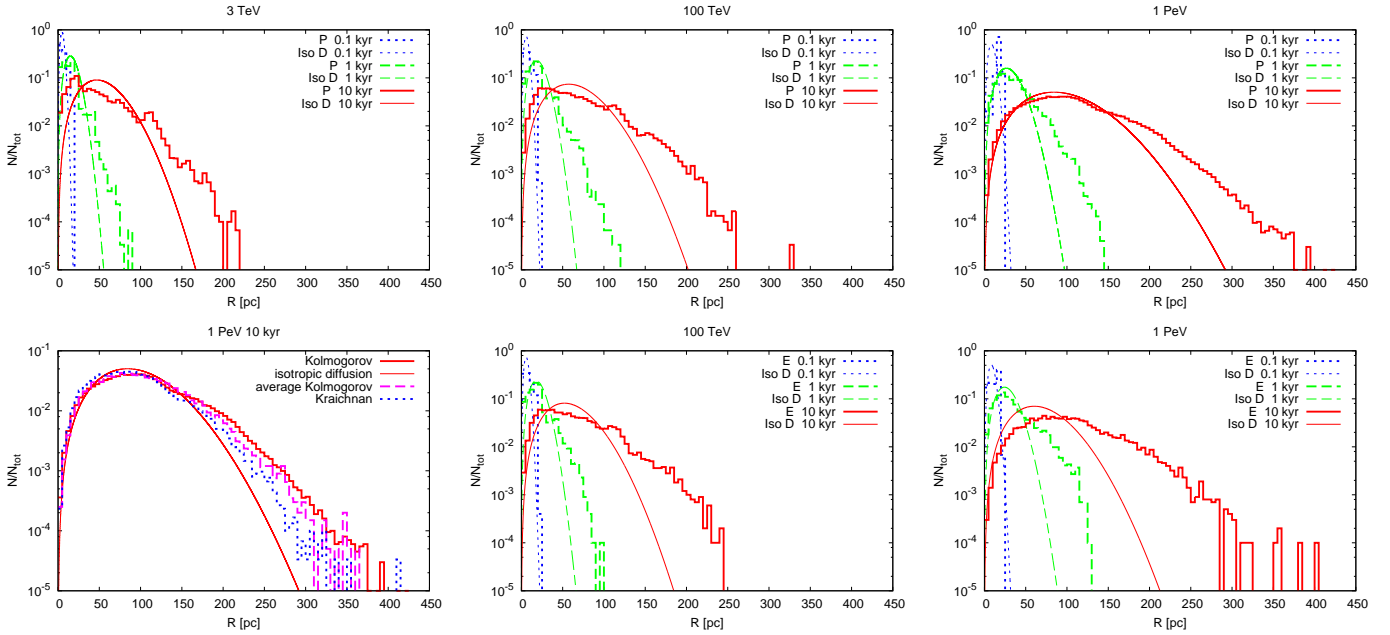 3 TeV
N/N_tot
10^0
10^-1
10^-2
10^-3
10^-4
10^-5
P 0.1 kyr
Iso D 0.1 kyr
P 1 kyr
Iso D 1 kyr
P 10 kyr
Iso D 10 kyr
0 50 100 150 200 250 300 350 400 450
R [pc]
100 TeV
N/N_tot
10^0
10^-1
10^-2
10^-3
10^-4
10^-5
P 0.1 kyr
Iso D 0.1 kyr
P 1 kyr
Iso D 1 kyr
P 10 kyr
Iso D 10 kyr
0 50 100 150 200 250 300 350 400 450
R [pc]
1 PeV
N/N_tot
10^0
10^-1
10^-2
10^-3
10^-4
10^-5
P 0.1 kyr
Iso D 0.1 kyr
P 1 kyr
Iso D 1 kyr
P 10 kyr
Iso D 10 kyr
0 50 100 150 200 250 300 350 400 450
R [pc]
1 PeV 10 kyr
N/N_tot
10^-1
10^-2
10^-3
10^-4
10^-5
Kolmogorov
isotropic diffusion
average Kolmogorov
Kraichnan
0 50 100 150 200 250 300 350 400 450
R [pc]
100 TeV
N/N_tot
10^0
10^-1
10^-2
10^-3
10^-4
10^-5
E 0.1 kyr
Iso D 0.1 kyr
E 1 kyr
Iso D 1 kyr
E 10 kyr
Iso D 10 kyr
0 50 100 150 200 250 300 350 400 450
R [pc]
1 PeV
N/N_tot
10^0
10^-1
10^-2
10^-3
10^-4
10^-5
E 0.1 kyr
Iso D 0.1 kyr
E 1 kyr
Iso D 1 kyr
E 10 kyr
Iso D 10 kyr
0 50 100 150 200 250 300 350 400 450
R [pc]